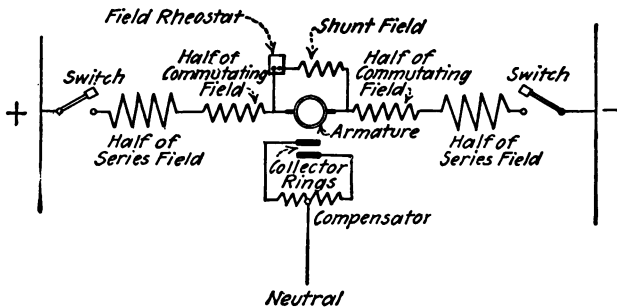 Field Rheostat
Shunt Field
Half of
Commutating
Field
Half of
Commutating
Field
Switch
Switch
+
−
Half of
Series Field
Armature
Half of
Series Field
Collector
Rings
Compensator
Neutral